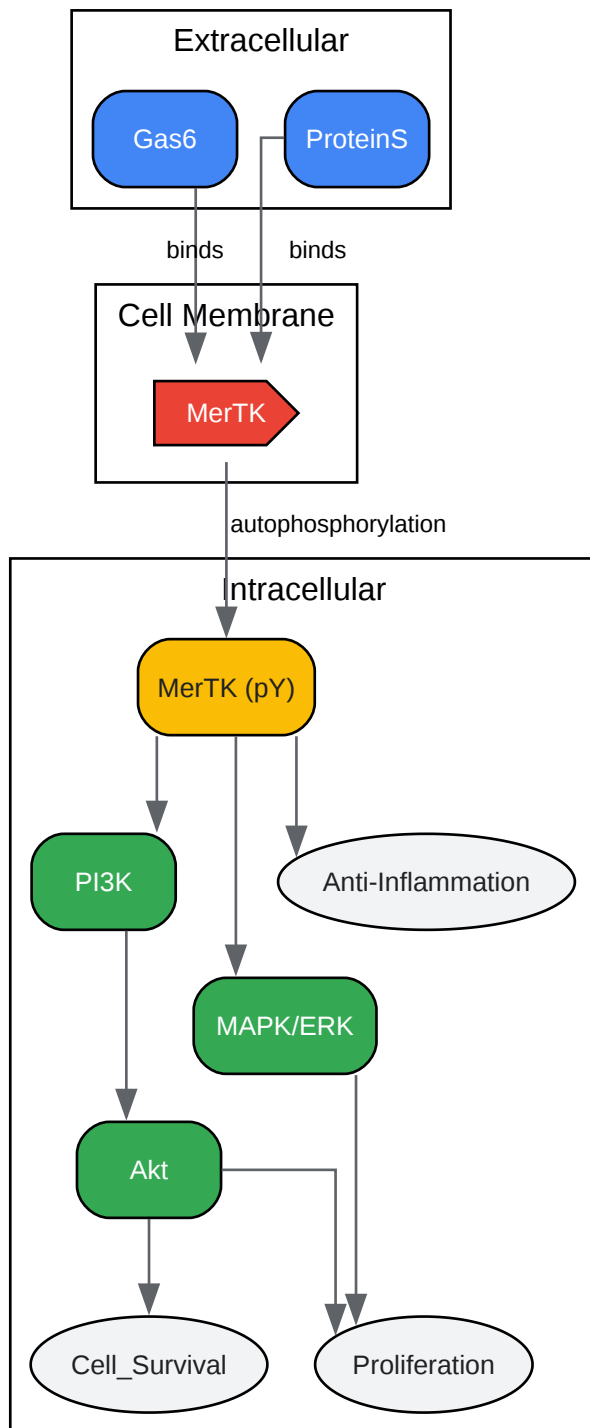 Extracellular
Gas6
ProteinS
binds
binds
Cell Membrane
MerTK
autophosphorylation
Intracellular
MerTK (pY)
PI3K
Anti-Inflammation
MAPK/ERK
Akt
Cell_Survival
Proliferation